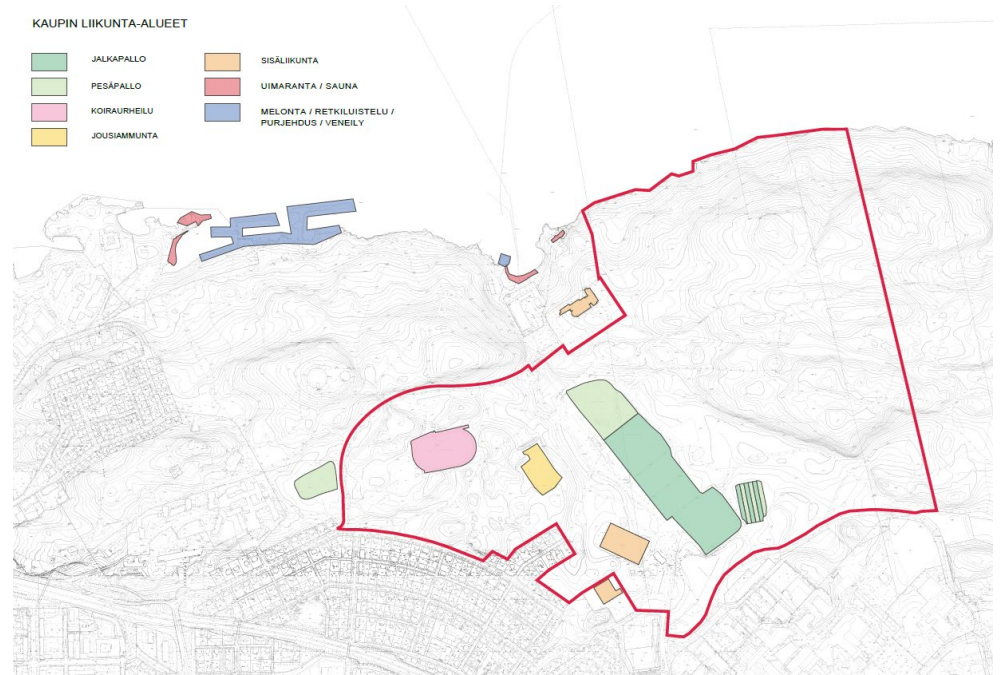 KAUPIN LIIKUNTA-ALUEET
JALKAPALLO
PESÄPALLO
KOIRAURHEILU
JOUSIAMMUNTA
SISÄLIIKUNTA
UIMARANTA / SAUNA
MELONTA / RETKILUISTELU /
PURJEHDUS / VENEILY